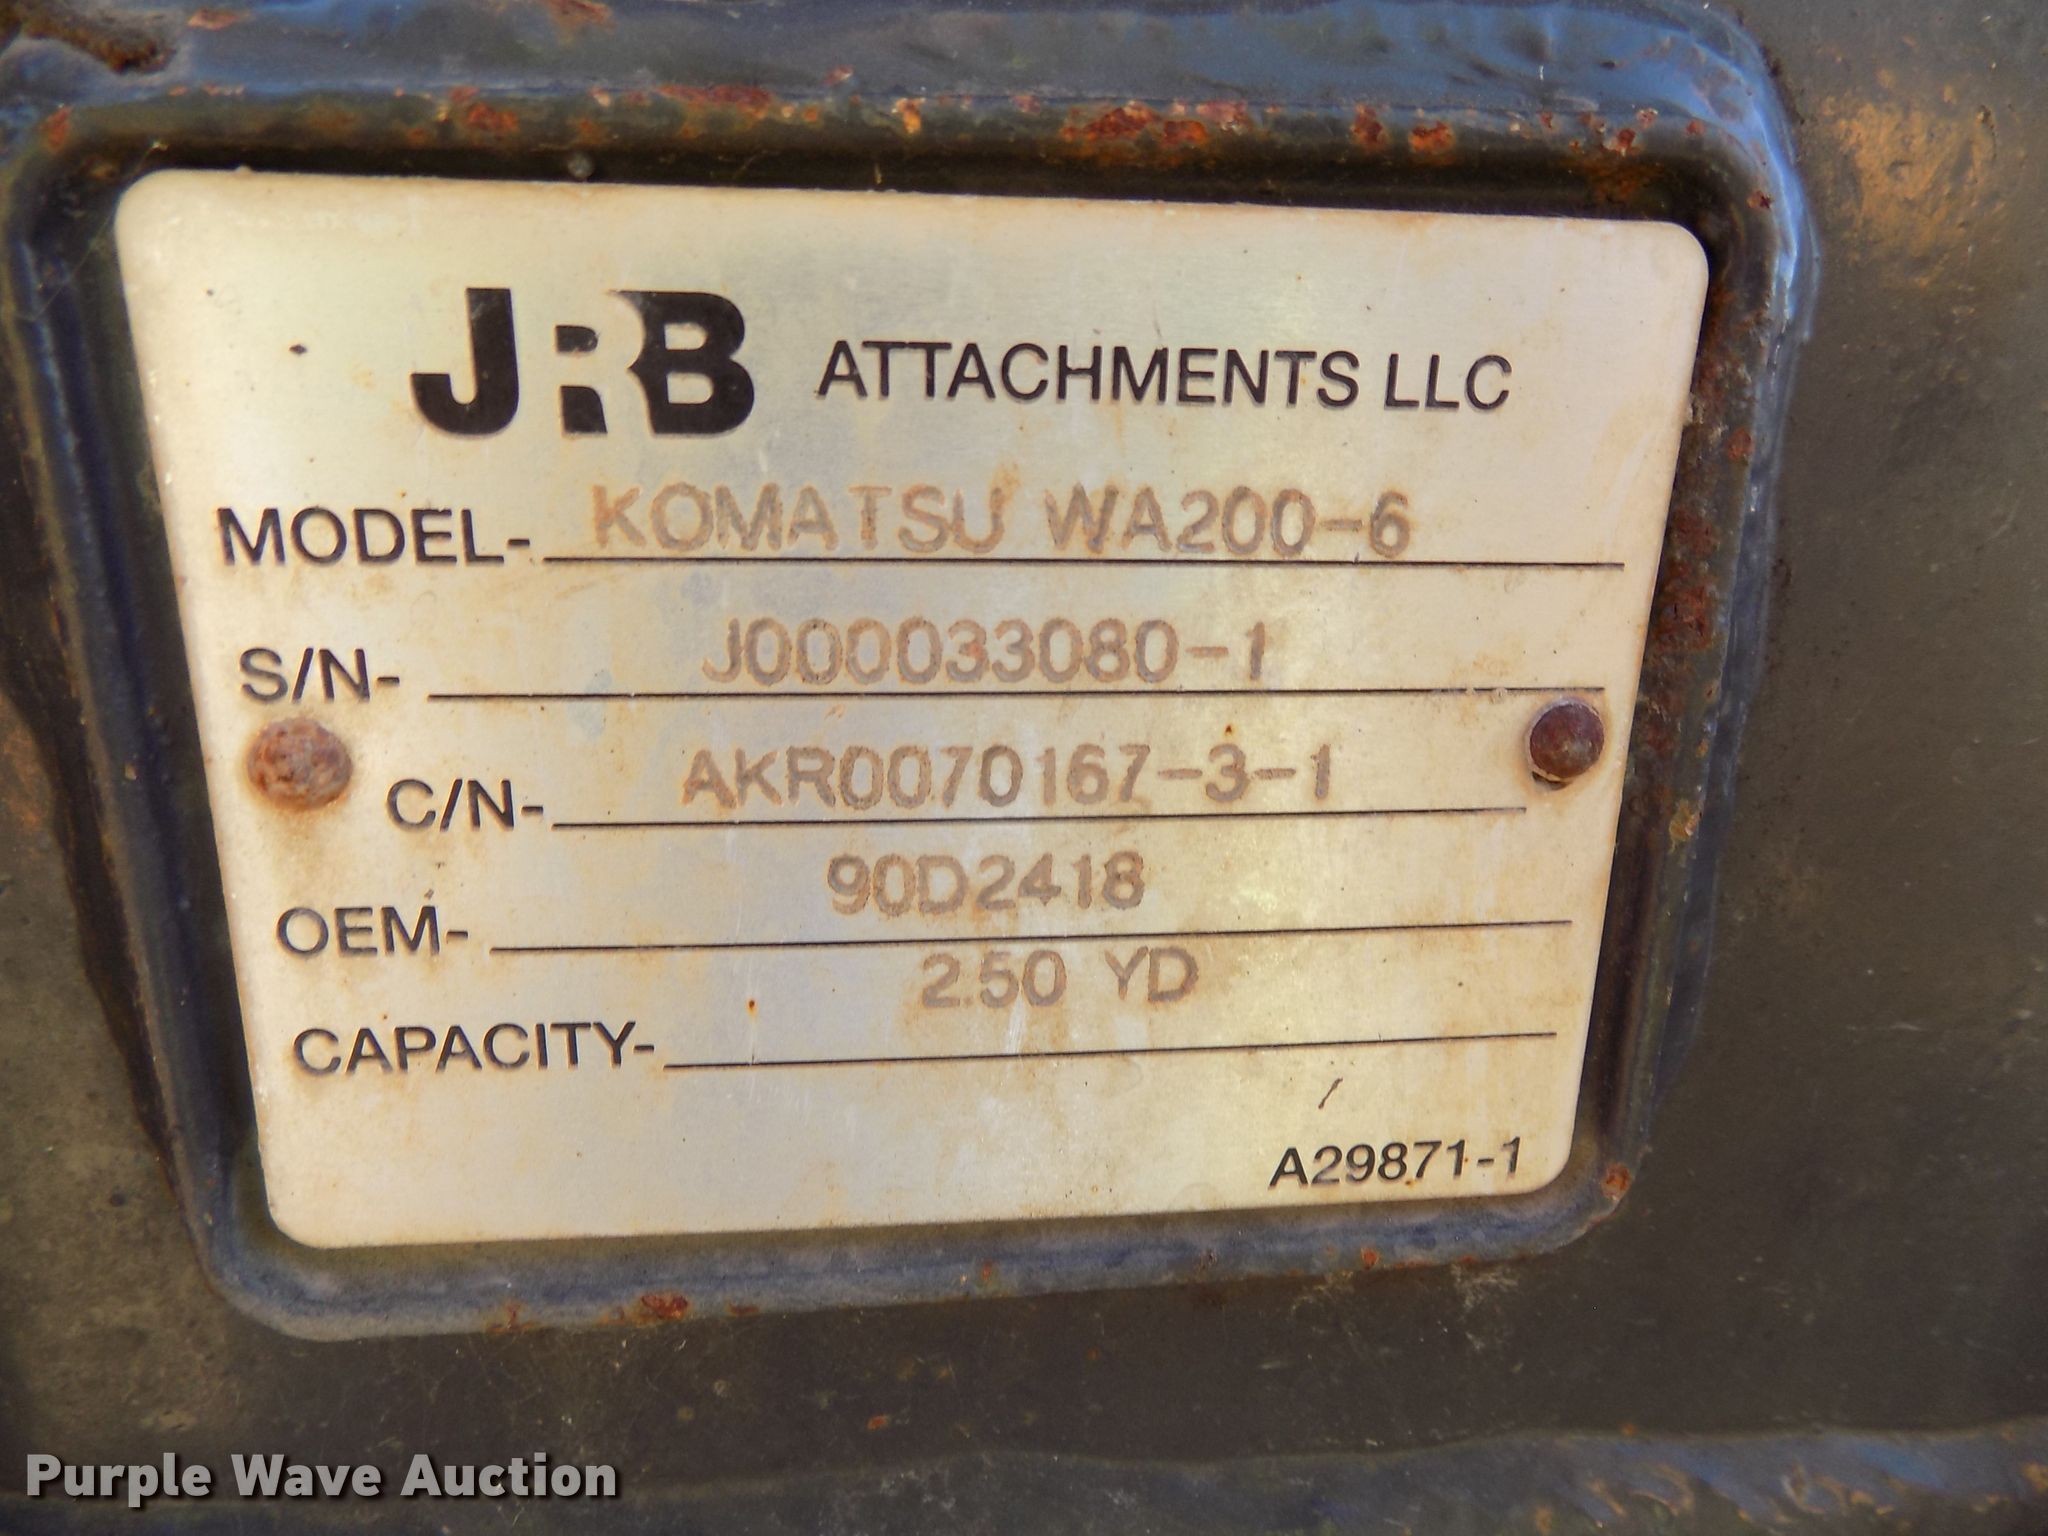 JRB ATTACHMENTS LLC
MODEL- KOMATSU WA200-6
S/N- J000033080-1
C/N- AKR0070167-3-1
OEM- 90D2418
CAPACITY- 2.50 YD
A29871-1
Purple Wave Auction